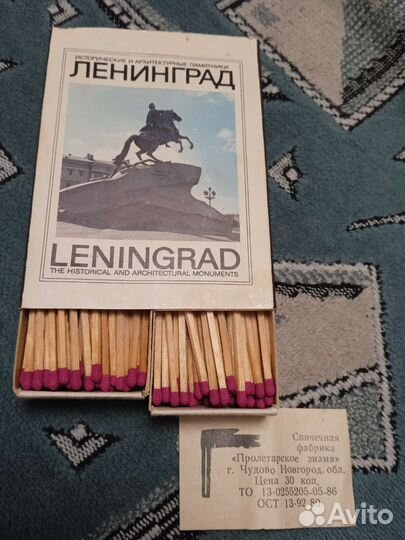 ИСТОРИЧЕСКИЕ И АРХИТЕКТУРНЫЕ ПАМЯТНИКИ
ЛЕНИНГРАД
LENINGRAD
THE HISTORICAL AND ARCHITECTURAL MONUMENTS
Спичечная
фабрика
«Пролетарское знамя»
г. Чудово Новгород. обл.
Цена 30 коп.
ТО 13-0255205-05-86
ОСТ 13-92 80
Avito